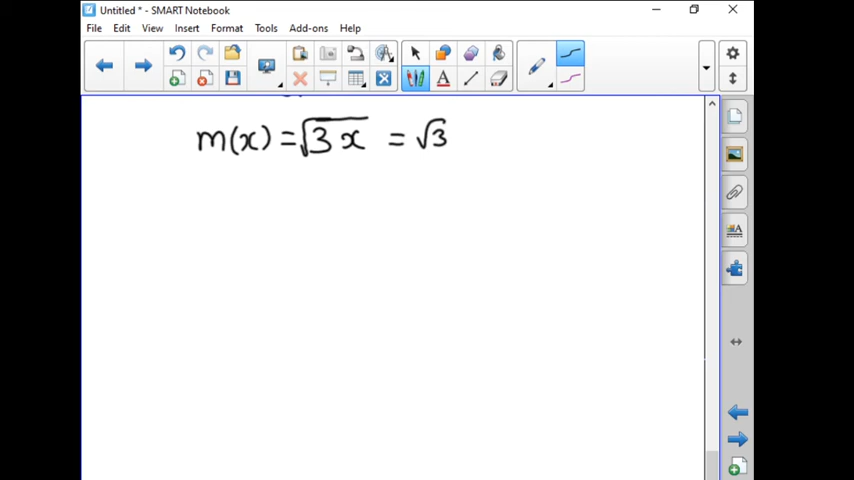 Untitled * - SMART Notebook
File Edit View Insert Format Tools Add-ons Help
m(x) = √3x = √3